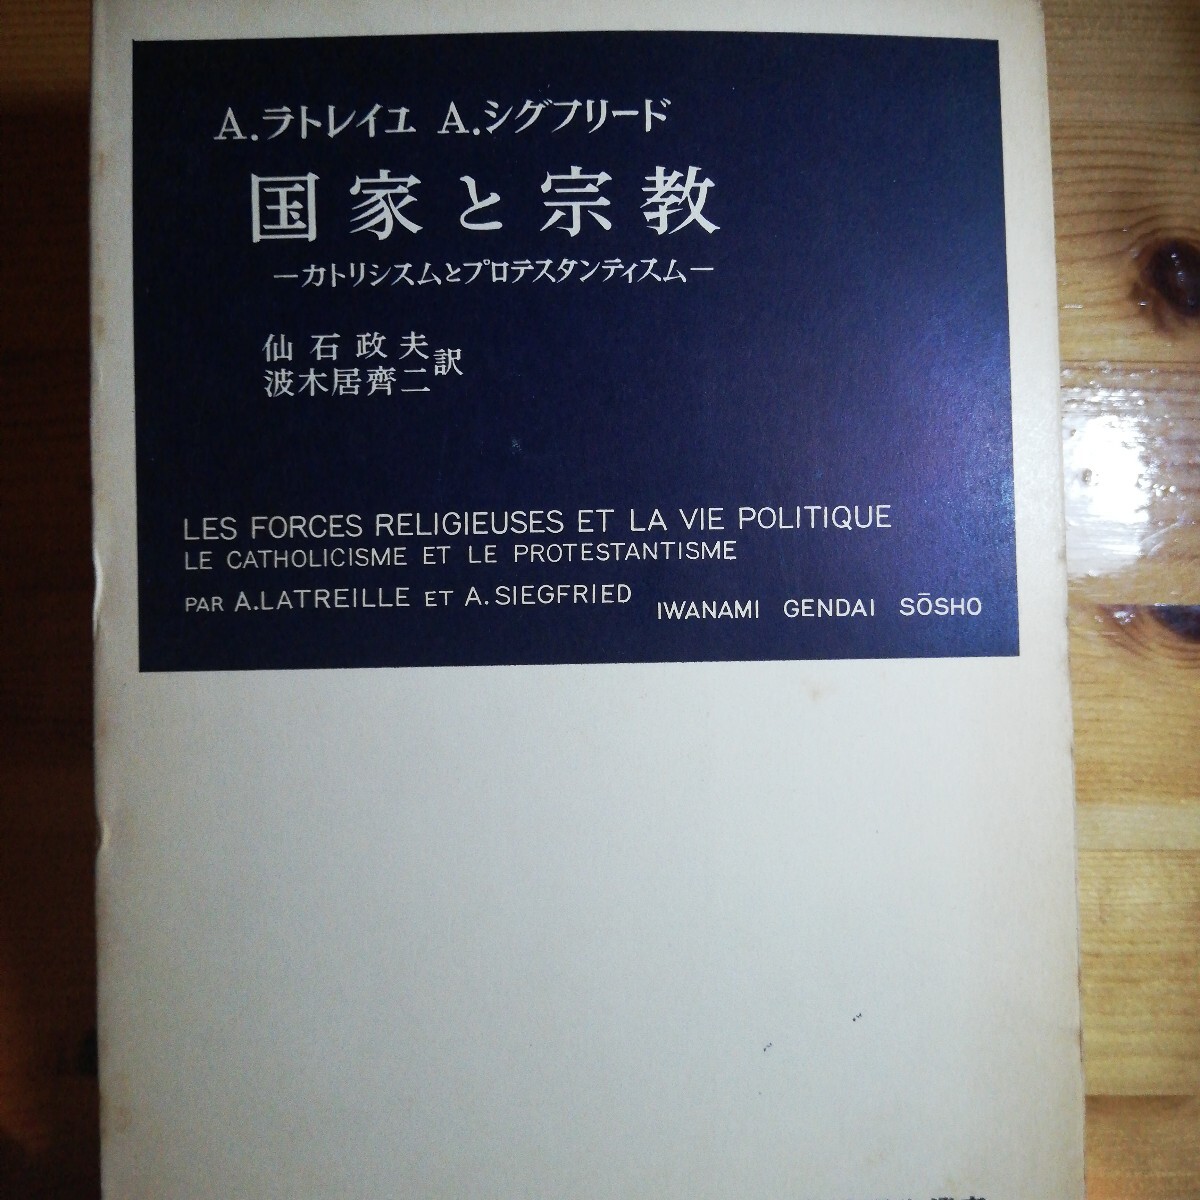 A.ラトレイユ A.シグフリード
国家と宗教
―カトリシスムとプロテスタンティスム―
仙石政夫
波木居齊二 訳
LES FORCES RELIGIEUSES ET LA VIE POLITIQUE
LE CATHOLICISME ET LE PROTESTANTISME
PAR A.LATREILLE ET A.SIEGFRIED
IWANAMI GENDAI SŌSHO